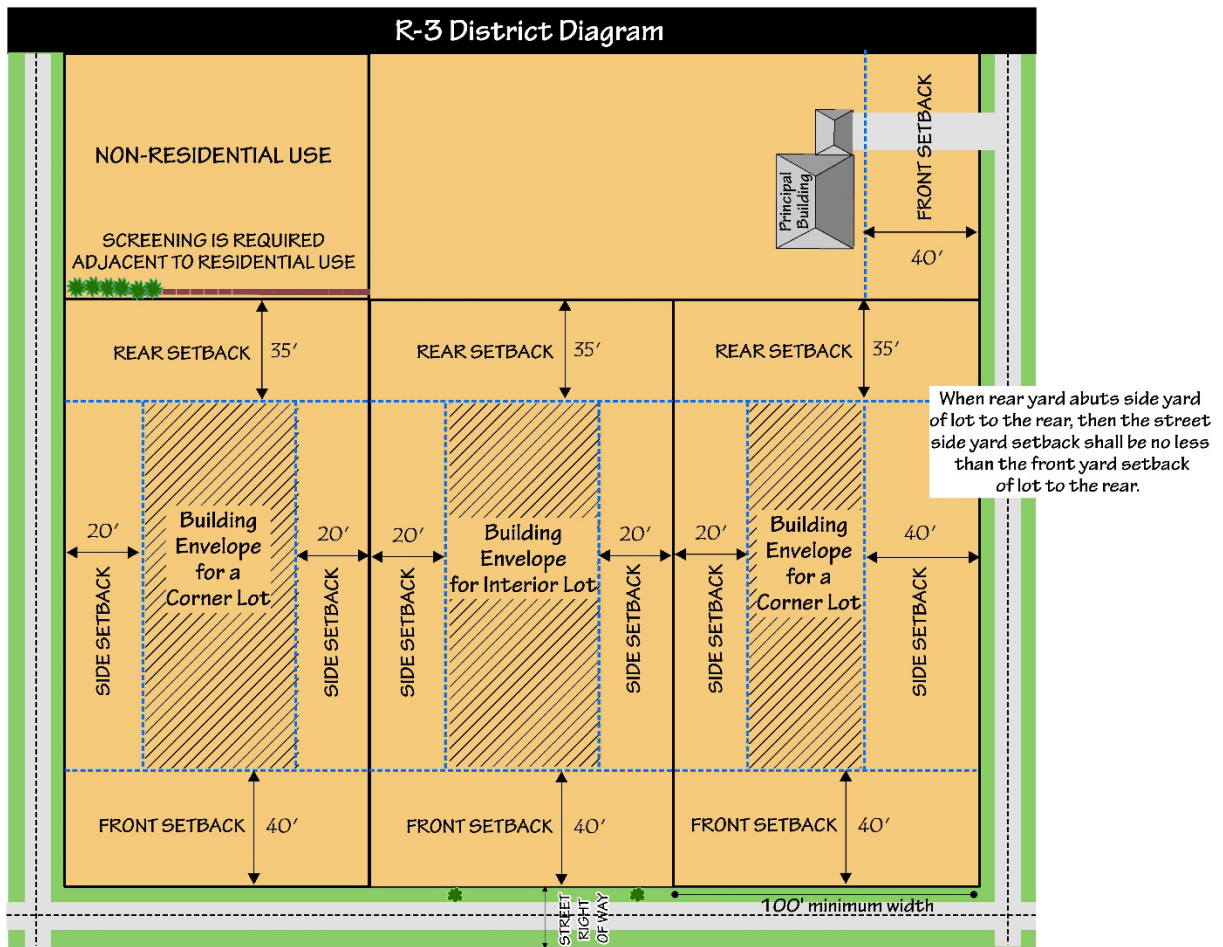 R-3 District Diagram
NON-RESIDENTIAL USE
SCREENING IS REQUIRED
ADJACENT TO RESIDENTIAL USE
Principal
Building
FRONT SETBACK
40'
REAR SETBACK
35'
REAR SETBACK
35'
REAR SETBACK
35'
When rear yard abuts side yard
of lot to the rear, then the street
side yard setback shall be no less
than the front yard setback
of lot to the rear.
20'
SIDE SETBACK
Building
Envelope
for a
Corner Lot
20'
SIDE SETBACK
20'
SIDE SETBACK
Building
Envelope
for Interior Lot
20'
SIDE SETBACK
20'
SIDE SETBACK
Building
Envelope
for a
Corner Lot
40'
SIDE SETBACK
FRONT SETBACK
40'
FRONT SETBACK
40'
FRONT SETBACK
40'
STREET
RIGHT
OF WAY
100' minimum width